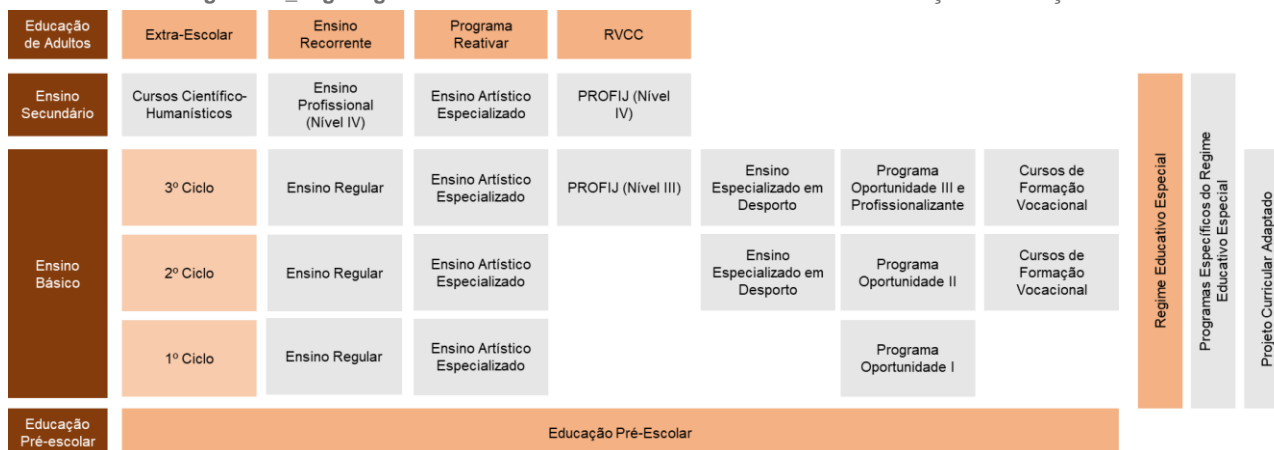 Educação
de Adultos
Extra-Escolar
Ensino
Recorrente
Programa
Reativar
RVCC
Ensino
Secundário
Cursos Científico-
Humanísticos
Ensino
Profissional
(Nível IV)
Ensino Artístico
Especializado
PROFIJ (Nível
IV)
Ensino
Básico
3º Ciclo
Ensino Regular
Ensino Artístico
Especializado
PROFIJ (Nível III)
Ensino
Especializado em
Desporto
Programa
Oportunidade III e
Profissionalizante
Cursos de
Formação
Vocacional
2º Ciclo
Ensino Regular
Ensino Artístico
Especializado
Ensino
Especializado em
Desporto
Programa
Oportunidade II
Cursos de
Formação
Vocacional
1º Ciclo
Ensino Regular
Ensino Artístico
Especializado
Programa
Oportunidade I
Educação
Pré-escolar
Educação Pré-Escolar
Regime Educativo Especial
Programas Específicos do Regime
Educativo Especial
Projeto Curricular Adaptado